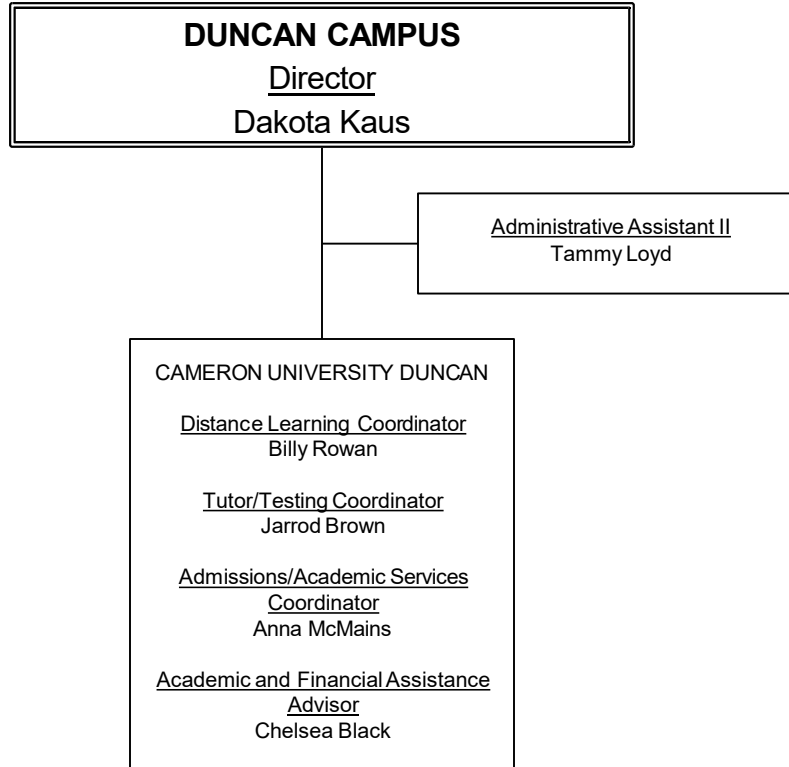 DUNCAN CAMPUS
Director
Dakota Kaus
Administrative Assistant II
Tammy Loyd
CAMERON UNIVERSITY DUNCAN
Distance Learning Coordinator
Billy Rowan
Tutor/Testing Coordinator
Jarrod Brown
Admissions/Academic Services
Coordinator
Anna McMains
Academic and Financial Assistance
Advisor
Chelsea Black